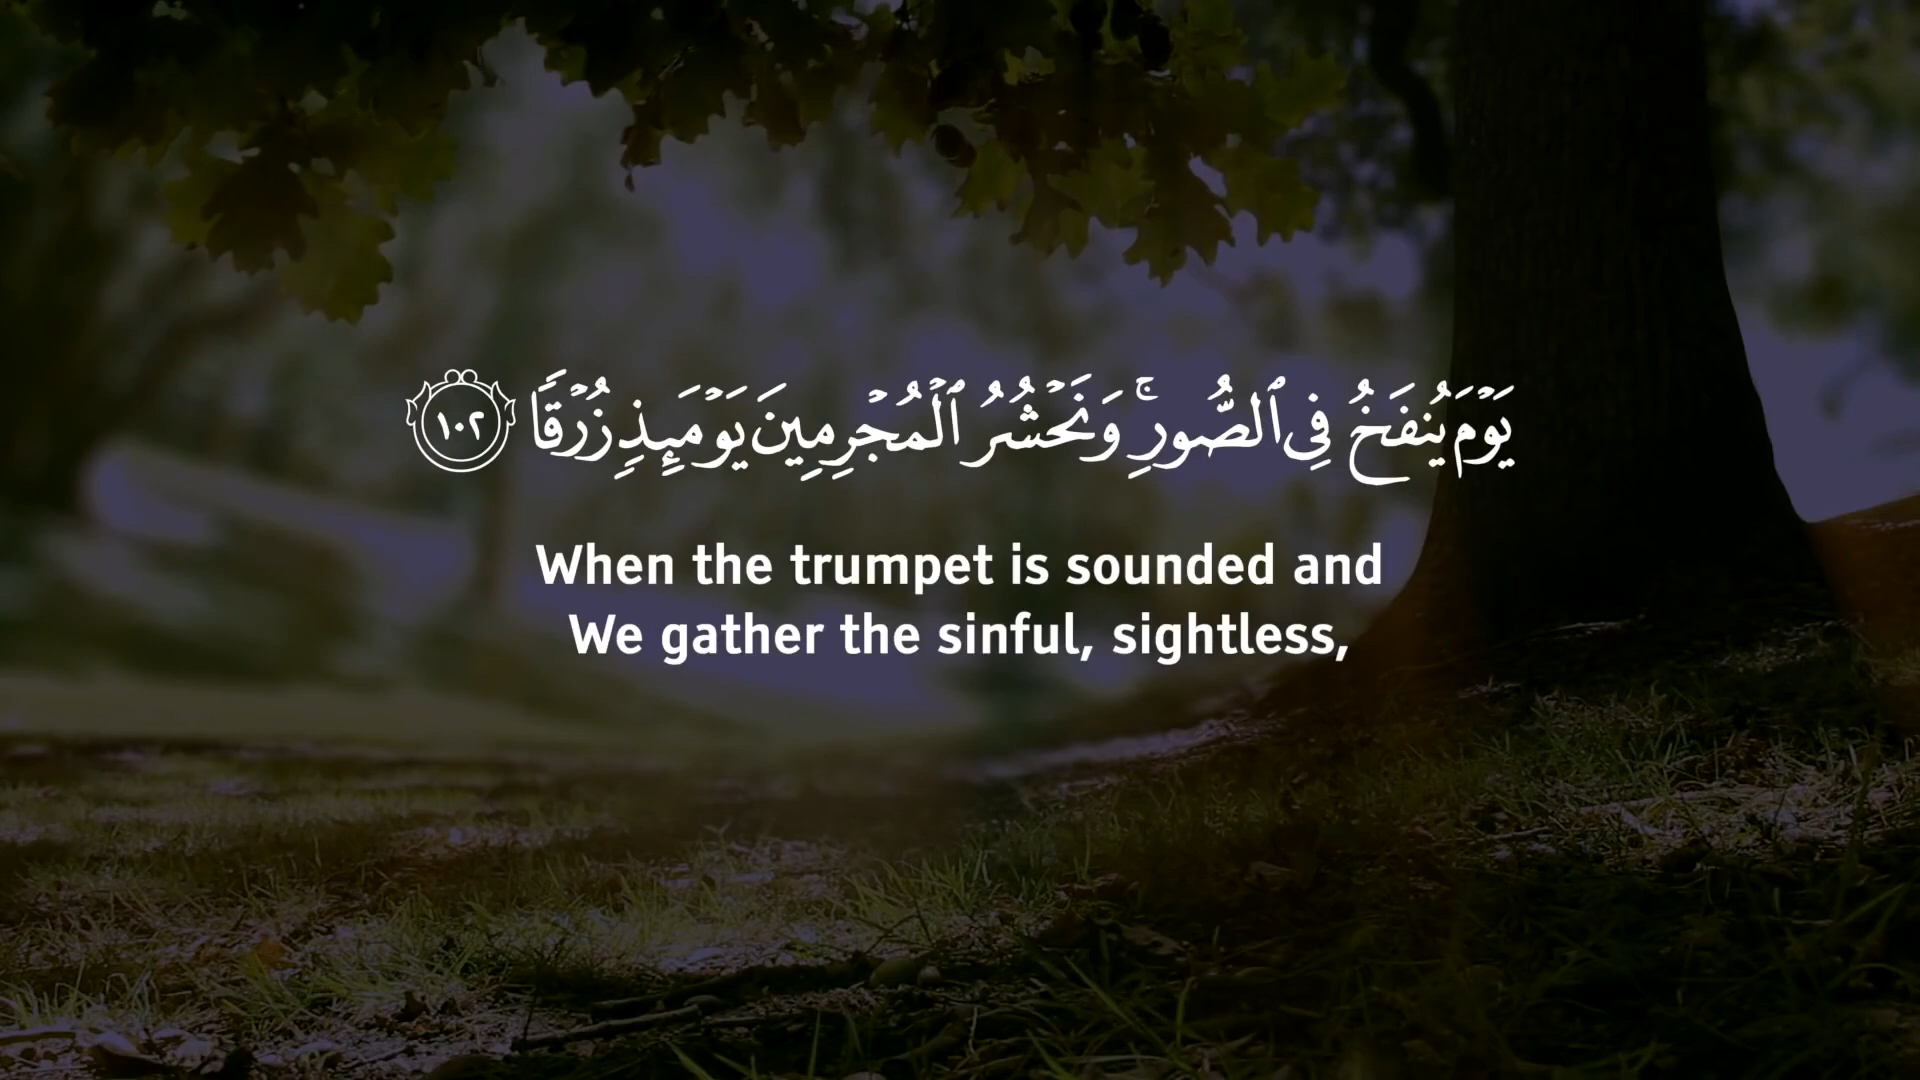 يَوْمَ يُنفَخُ فِى ٱلصُّورِ ۚ وَنَحْشُرُ ٱلْمُجْرِمِينَ يَوْمَئِذٍ زُرْقًا ١٠٢
When the trumpet is sounded and
We gather the sinful, sightless,